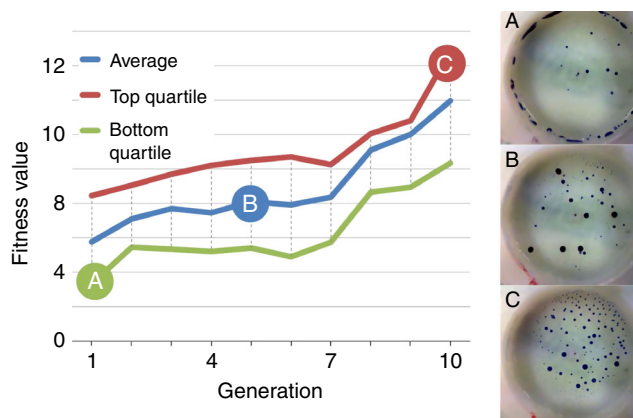 Average
Top quartile
Bottom
quartile
Fitness value
12
10
8
4
0
A
B
C
1
4
7
10
Generation
A
B
C